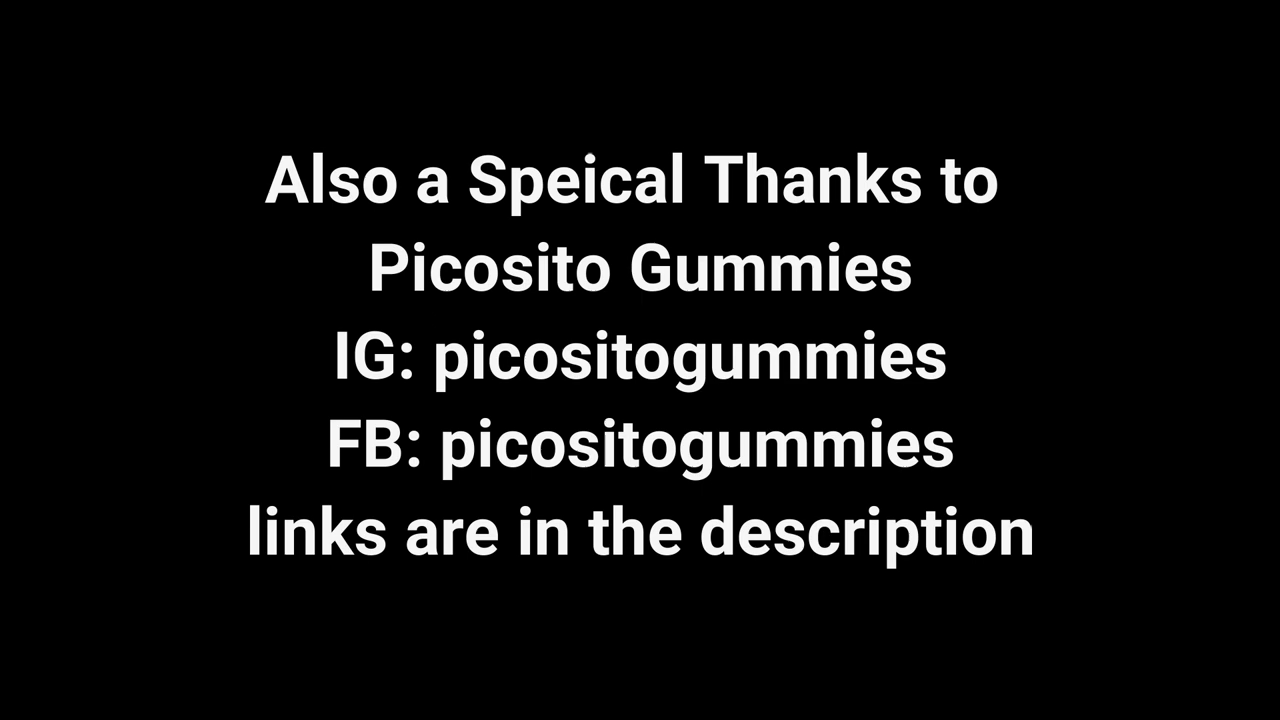 Also a Speical Thanks to
Picosito Gummies
IG: picositogummies
FB: picositogummies
links are in the description